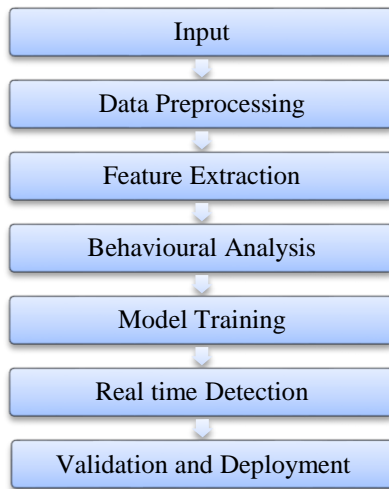 Input
Data Preprocessing
Feature Extraction
Behavioural Analysis
Model Training
Real time Detection
Validation and Deployment